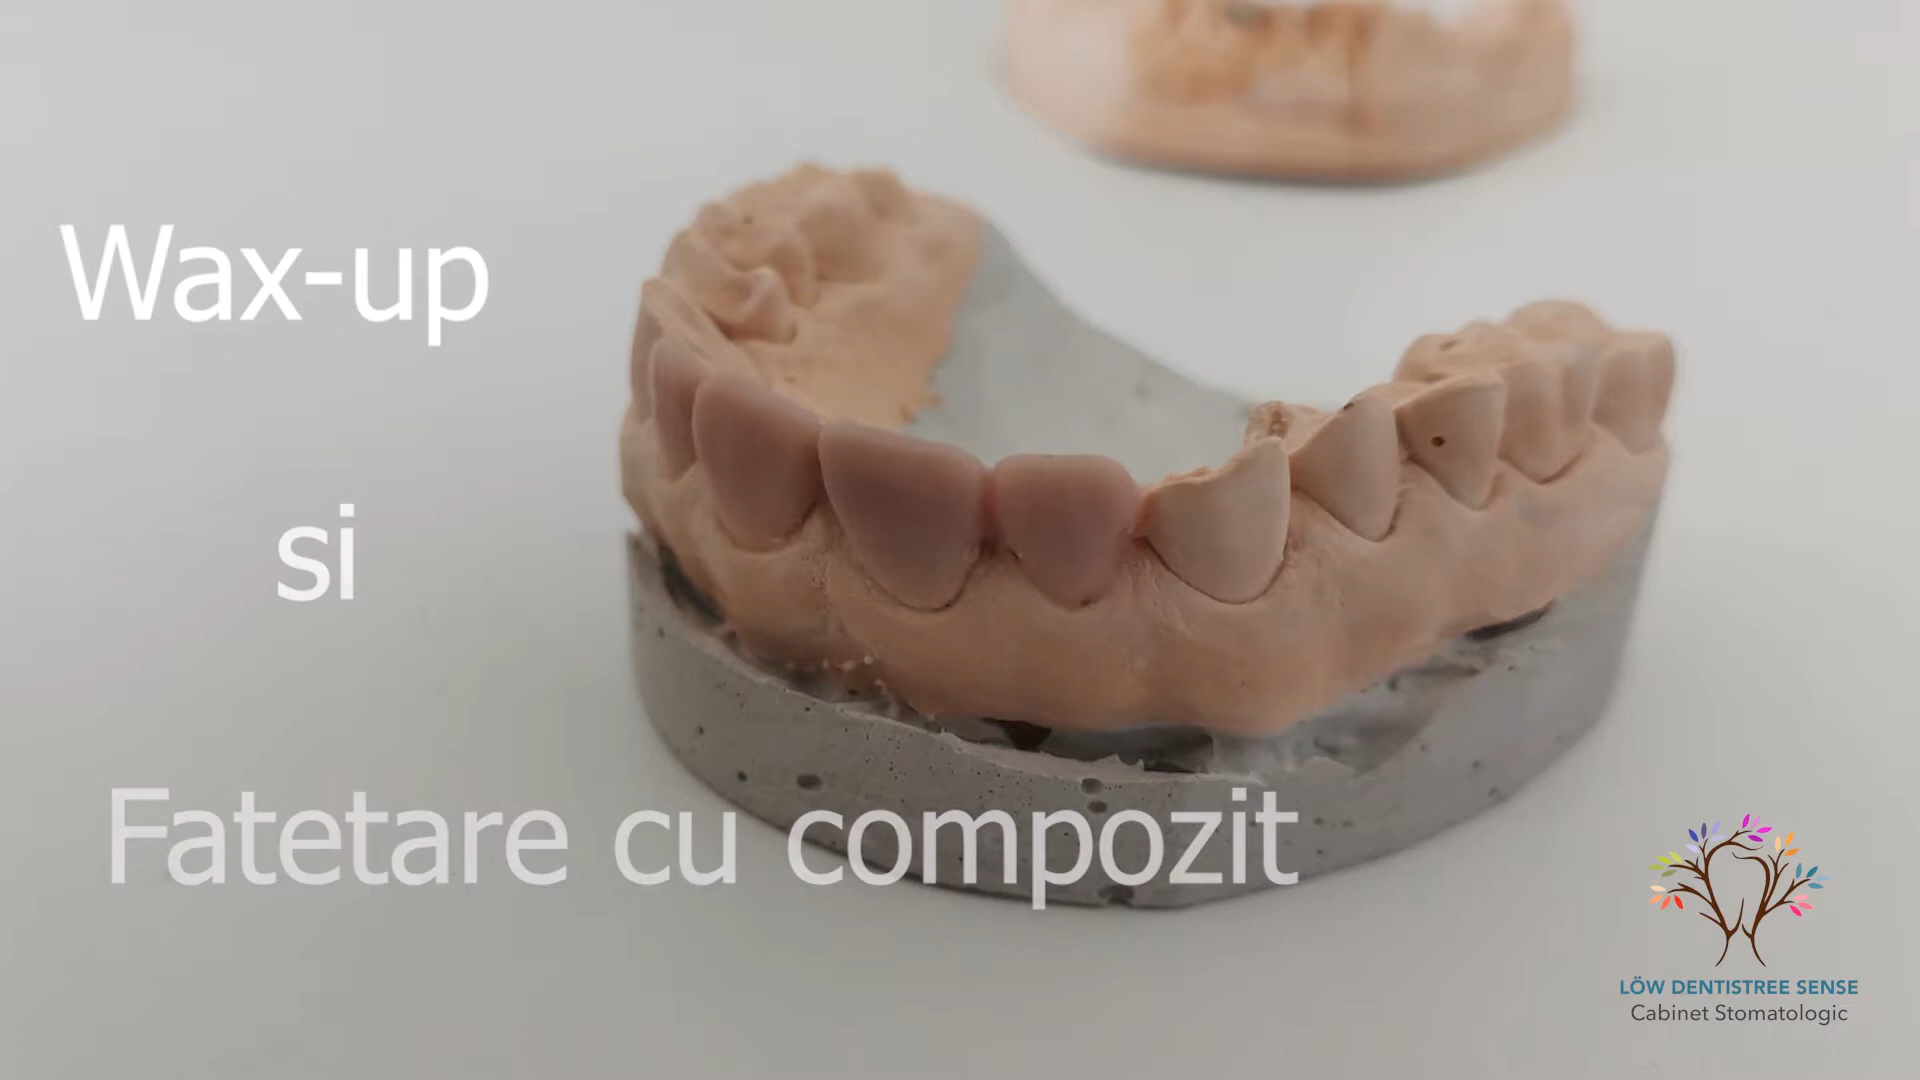 Wax-up
si
Fatetare cu compozit
LÖW DENTISTREE SENSE
Cabinet Stomatologic